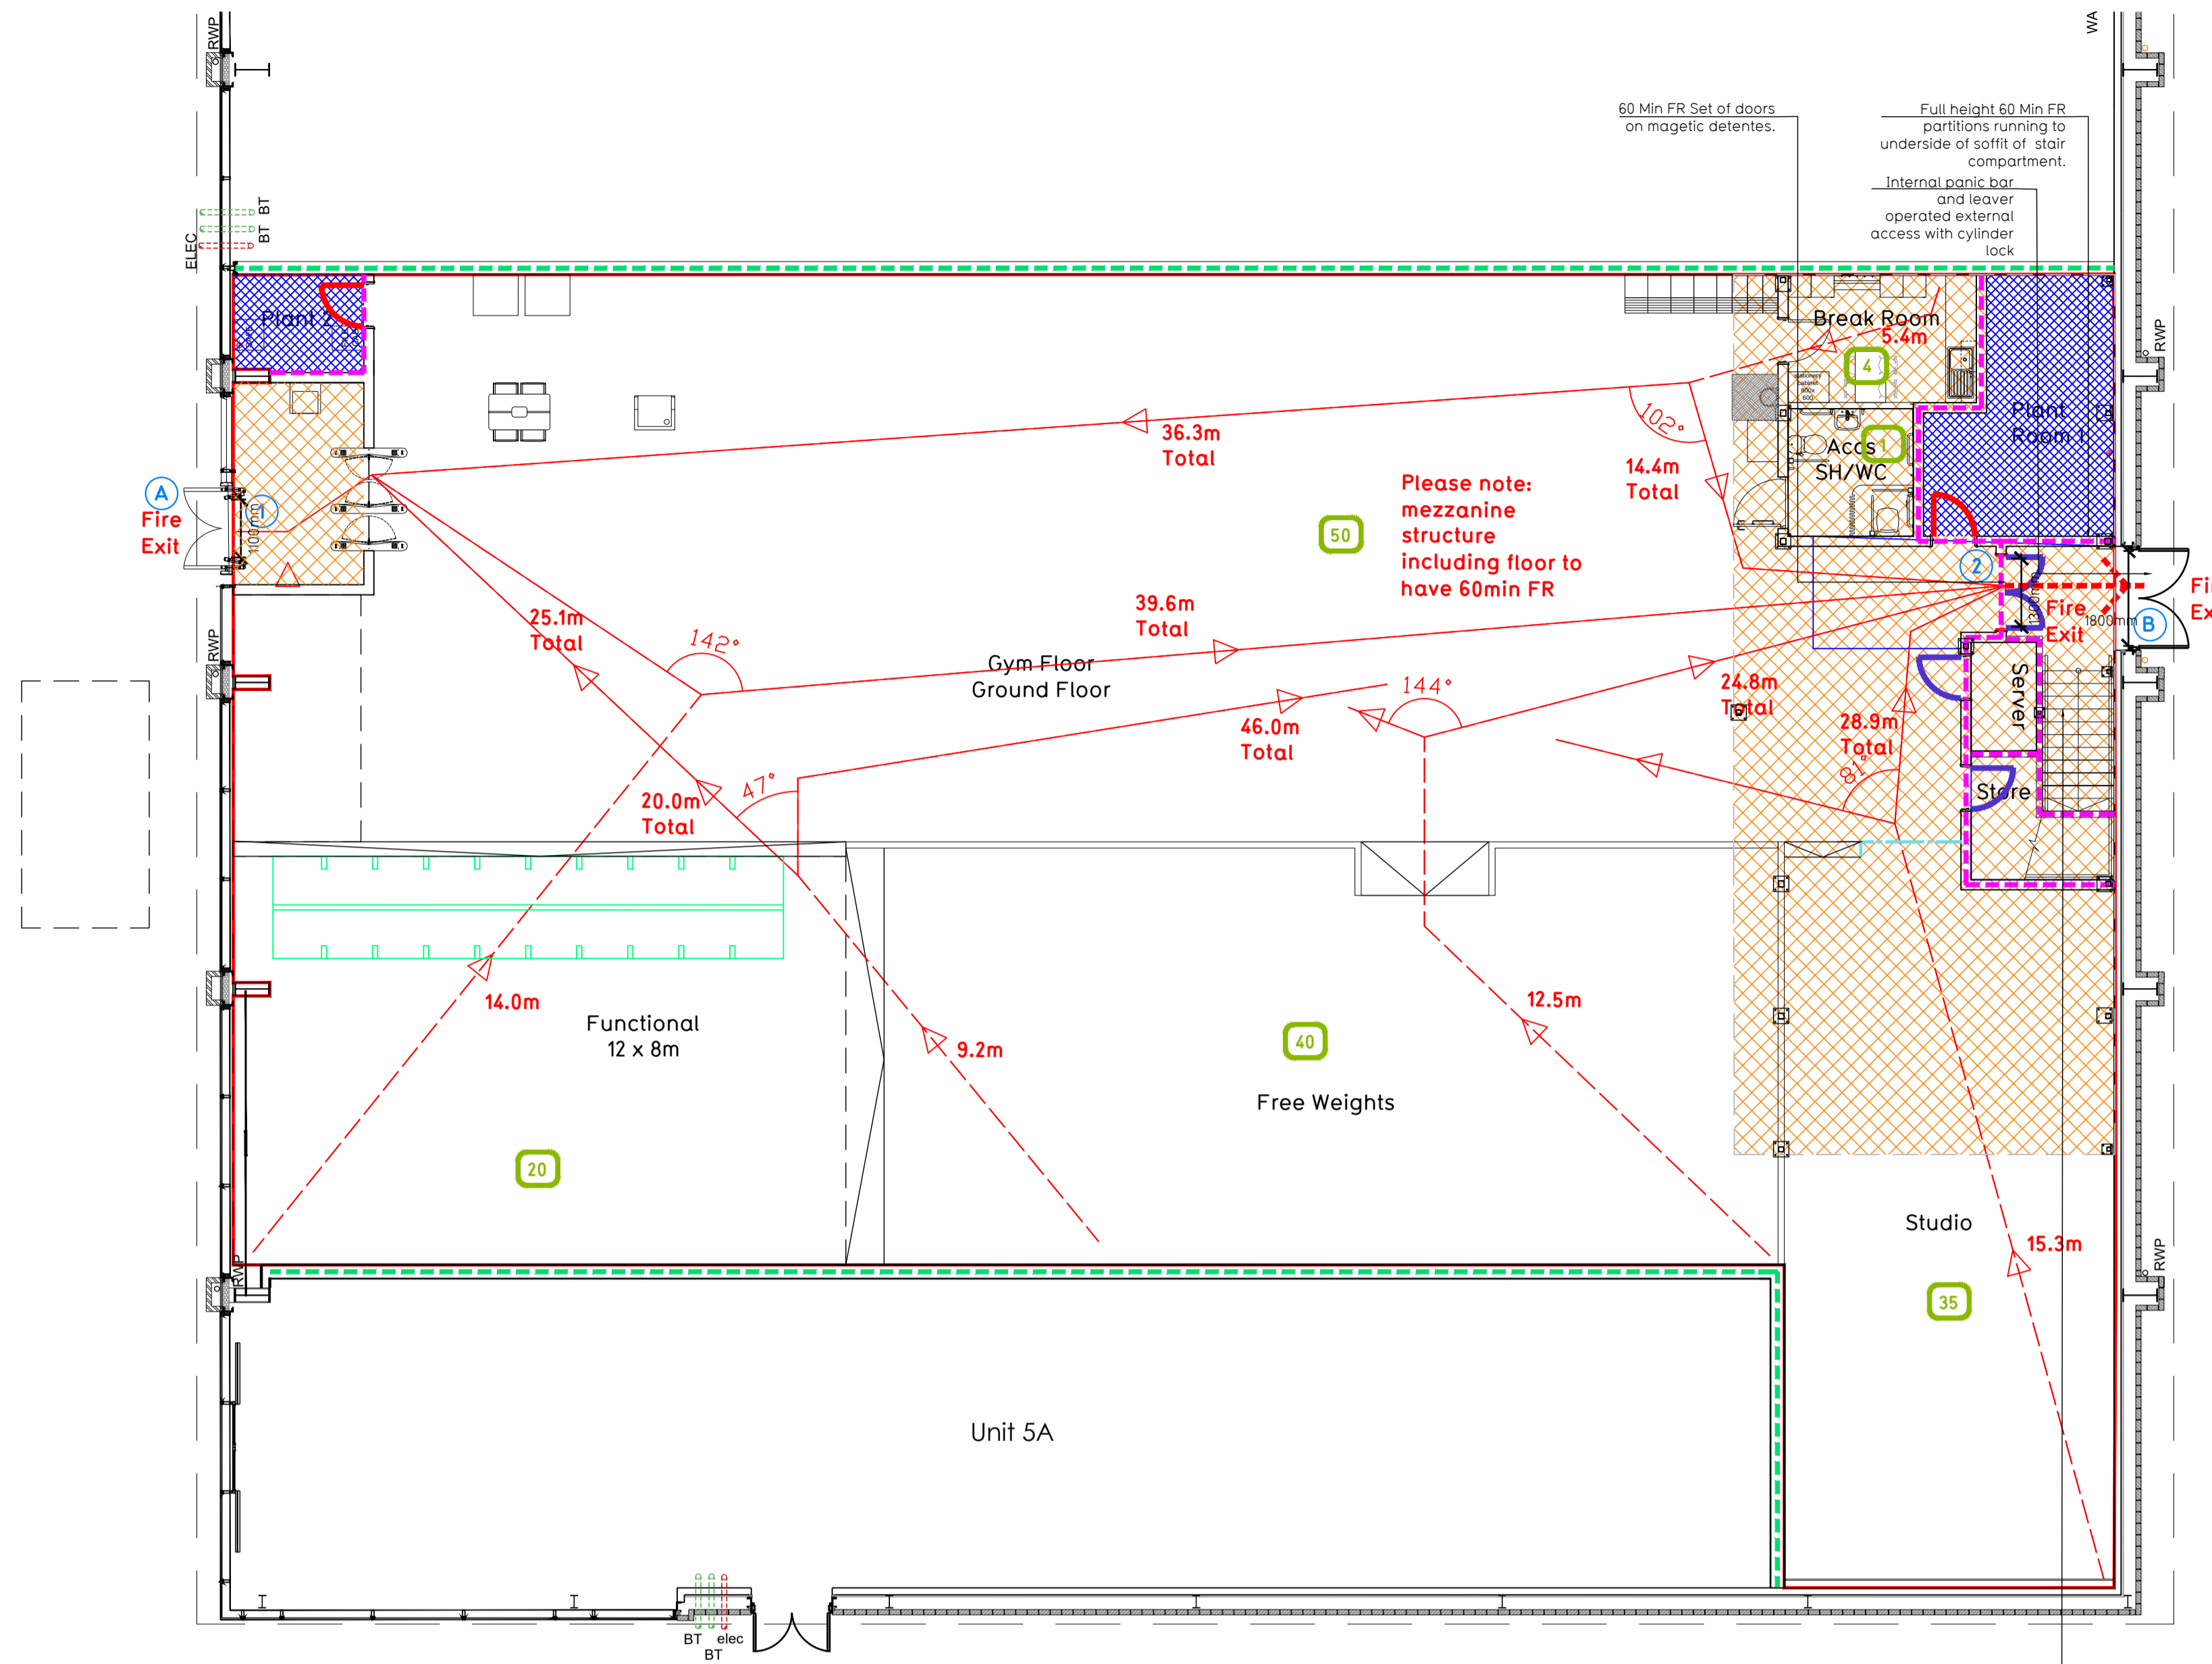 RWP
WA
60 Min FR Set of doors
on magetic detentes.
Full height 60 Min FR
partitions running to
underside of soffit of stair
compartment.
Internal panic bar
and leaver
operated external
access with cylinder
lock
BT
BT
ELEC
Plant 2
Break Room
5.4m
4
RWP
stationery
cabinet
800x
600
Plant
Room 1
1
Accs
SH/WC
102°
36.3m
Total
14.4m
Total
Please note:
mezzanine
structure
including floor to
have 60min FR
50
A
Fire
Exit
1
1100mm
2
1300mm
Fire
Exit
1800mm
B
Fi
Ex
RWP
25.1m
Total
142°
39.6m
Total
Gym Floor
Ground Floor
144°
46.0m
Total
24.8m
Total
28.9m
Total
81°
Server
Store
47°
20.0m
Total
14.0m
Functional
12 x 8m
9.2m
12.5m
40
Free Weights
20
Studio
15.3m
35
RWP
RWP
Unit 5A
BT
BT
elec